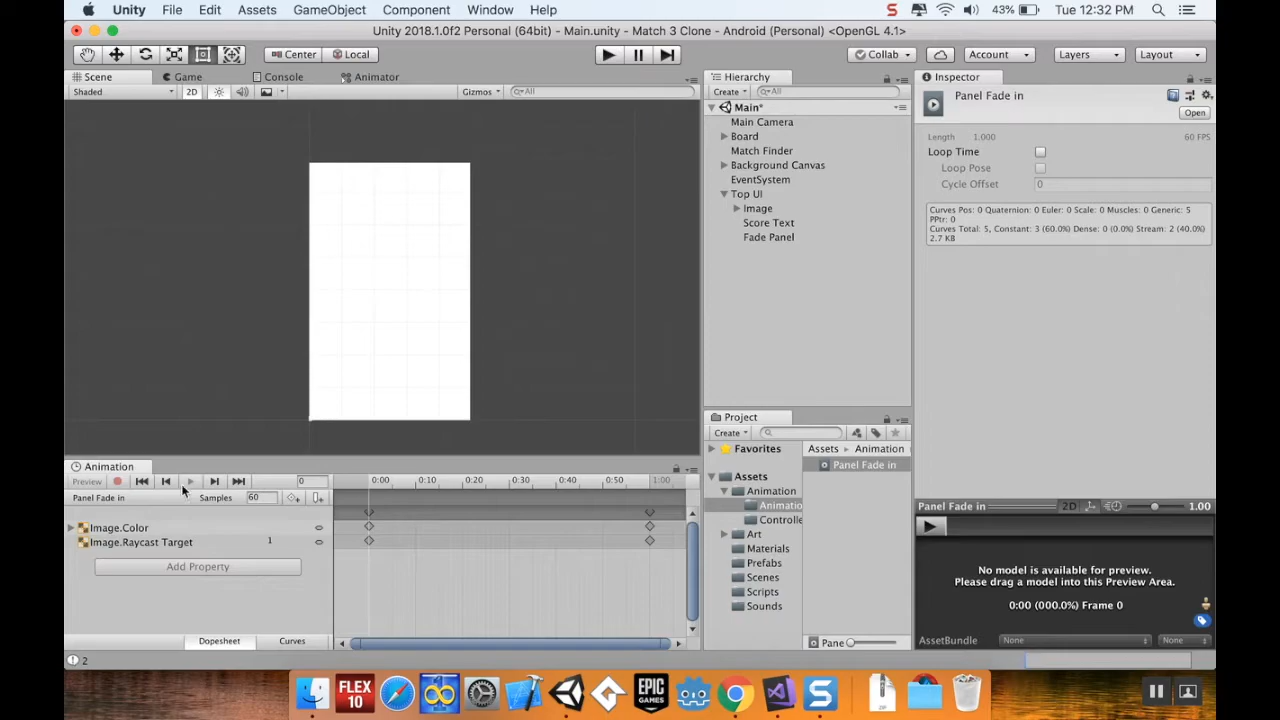 Unity File Edit Assets GameObject Component Window Help S 43% Tue 12:32 PM
Unity 2018.1.0f2 Personal (64bit) - Main.unity - Match 3 Clone - Android (Personal) <OpenGL 4.1>
Center Local Collab Account Layers Layout
Scene Game Console Animator
Shaded 2D Gizmos All
Hierarchy
Create All
Main*
Main Camera
Board
Match Finder
Background Canvas
EventSystem
Top UI
Image
Score Text
Fade Panel
Inspector
Panel Fade in
Open
Length 1.000 60 FPS
Loop Time
Loop Pose
Cycle Offset 0
Curves Pos: 0 Quaternion: 0 Euler: 0 Scale: 0 Muscles: 0 Generic: 5
PPtr: 0
Curves Total: 5, Constant: 3 (60.0%) Dense: 0 (0.0%) Stream: 2 (40.0%)
2.7 KB
Project
Create
Favorites
Assets
Animation
Animatio
Controlle
Art
Materials
Prefabs
Scenes
Scripts
Sounds
Assets Animation
Panel Fade in
Pane
Animation
Preview 0 0:00 0:10 0:20 0:30 0:40 0:50 1:00
Panel Fade in Samples 60
Image.Color
Image.Raycast Target 1
Add Property
Dopesheet Curves
2
Panel Fade in 2D 1.00
No model is available for preview.
Please drag a model into this Preview Area.
0:00 (000.0%) Frame 0
AssetBundle None None
FLEX
10
EPIC
GAMES
S
ZIP